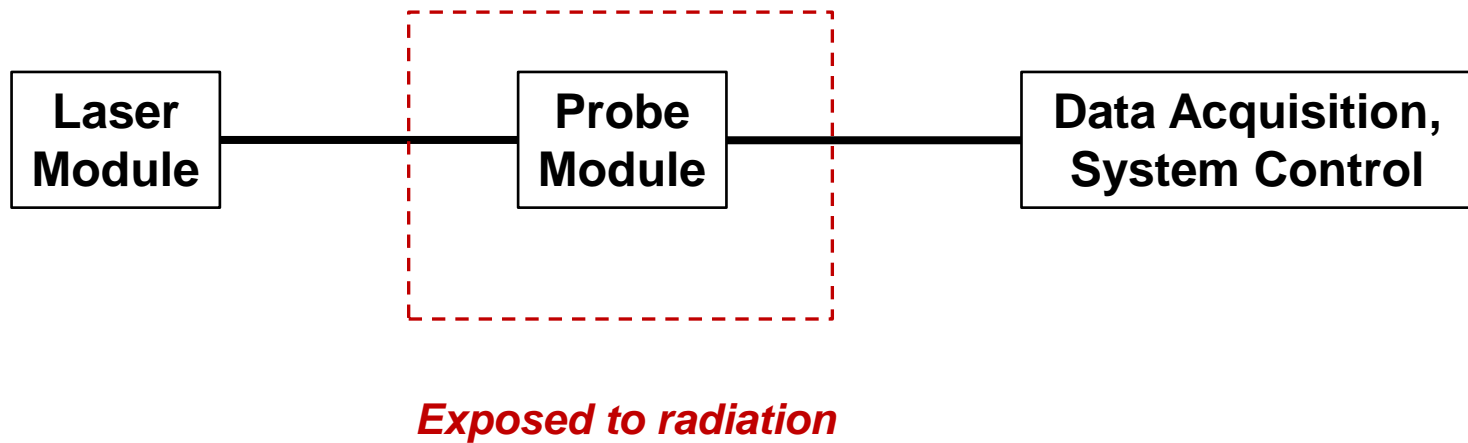 Laser
Module
Probe
Module
Data Acquisition,
System Control
Exposed to radiation